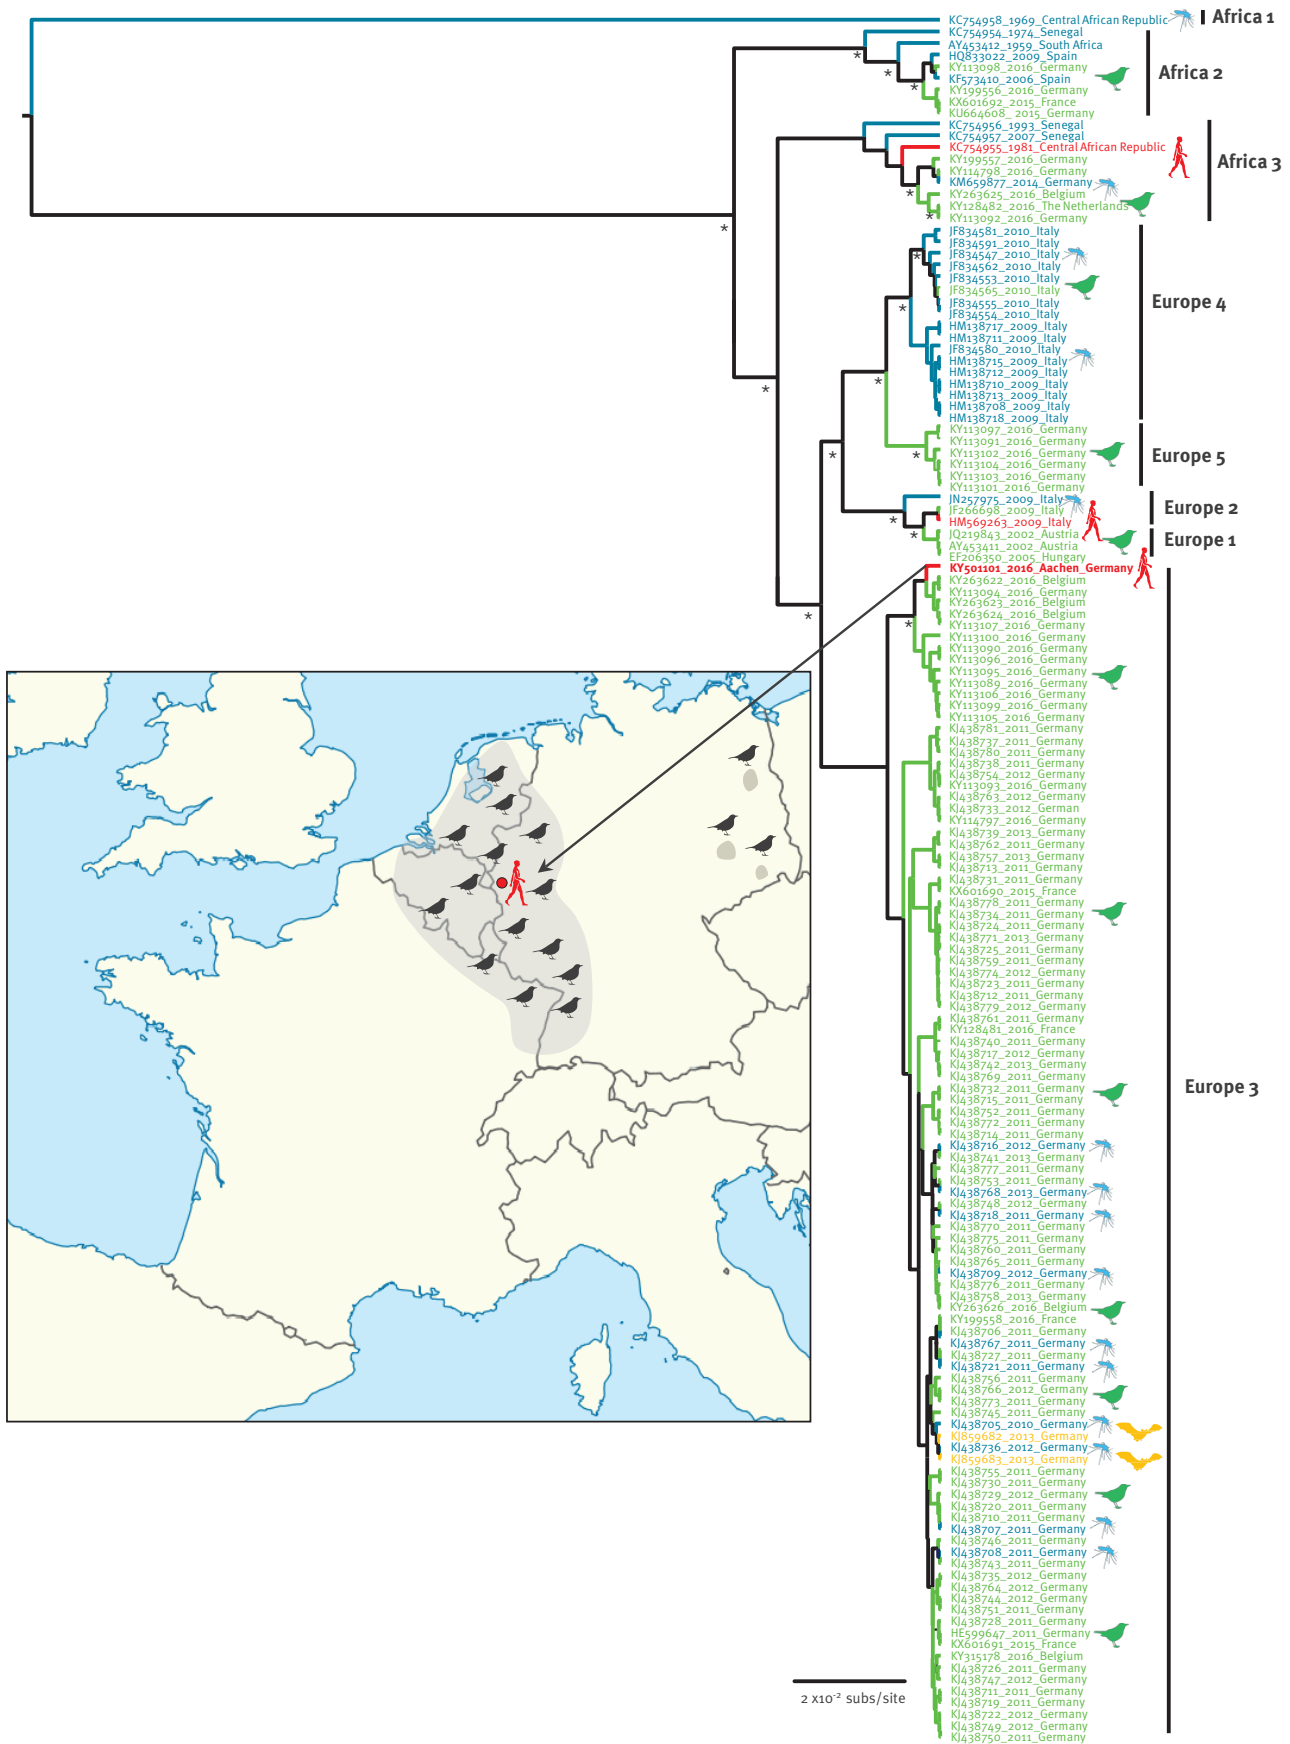 KC754958_1969_Central African Republic
Africa 1
KC754954_1974_Senegal
AY453412_1959_South Africa
HQ833022_2009_Spain
KY113098_2016_Germany
KF573410_2006_Spain
Africa 2
KY199556_2016_Germany
KX601692_2015_France
KU664608_ 2015_Germany
KC754956_1993_Senegal
KC754957_2007_Senegal
KC754955_1981_Central African Republic
KY199557_2016_Germany
Africa 3
KY114798_2016_Germany
KM659877_2014_Germany
KY263625_2016_Belgium
KY128482_2016_The Netherlands
KY113092_2016_Germany
JF834581_2010_Italy
JF834591_2010_Italy
JF834547_2010_Italy
JF834562_2010_Italy
JF834553_2010_Italy
JF834565_2010_Italy
Europe 4
JF834555_2010_Italy
JF834554_2010_Italy
HM138717_2009_Italy
HM138711_2009_Italy
JF834580_2010_Italy
HM138715_2009_Italy
HM138712_2009_Italy
HM138710_2009_Italy
HM138713_2009_Italy
HM138708_2009_Italy
HM138718_2009_Italy
KY113097_2016_Germany
KY113091_2016_Germany
KY113102_2016_Germany
Europe 5
KY113104_2016_Germany
KY113103_2016_Germany
KY113101_2016_Germany
JN257975_2009_Italy
Europe 2
JF266698_2009_Italy
HM569263_2009_Italy
JQ219843_2002_Austria
Europe 1
AY453411_2002_Austria
EF206350_2005_Hungary
KY501101_2016_Aachen_Germany
KY263622_2016_Belgium
KY113094_2016_Germany
KY263623_2016_Belgium
KY263624_2016_Belgium
KY113107_2016_Germany
KY113100_2016_Germany
KY113090_2016_Germany
KY113096_2016_Germany
KY113095_2016_Germany
KY113089_2016_Germany
KY113106_2016_Germany
KY113099_2016_Germany
KY113105_2016_Germany
KJ438781_2011_Germany
KJ438737_2011_Germany
KJ438780_2011_Germany
KJ438738_2011_Germany
KJ438754_2012_Germany
KY113093_2016_Germany
KJ438763_2012_Germany
KJ438733_2012_German
KY114797_2016_Germany
KJ438739_2013_Germany
KJ438762_2011_Germany
KJ438757_2013_Germany
KJ438713_2011_Germany
KJ438731_2011_Germany
KX601690_2015_France
KJ438778_2011_Germany
KJ438734_2011_Germany
KJ438724_2011_Germany
KJ438771_2013_Germany
KJ438725_2011_Germany
KJ438759_2011_Germany
KJ438774_2012_Germany
KJ438723_2011_Germany
KJ438712_2011_Germany
KJ438779_2012_Germany
KJ438761_2011_Germany
KY128481_2016_France
KJ438740_2011_Germany
KJ438717_2012_Germany
KJ438742_2013_Germany
KJ438769_2011_Germany
Europe 3
KJ438732_2011_Germany
KJ438715_2011_Germany
KJ438752_2011_Germany
KJ438772_2011_Germany
KJ438714_2011_Germany
KJ438716_2012_Germany
KJ438741_2013_Germany
KJ438777_2011_Germany
KJ438753_2011_Germany
KJ438768_2013_Germany
KJ438748_2012_Germany
KJ438718_2011_Germany
KJ438770_2011_Germany
KJ438775_2011_Germany
KJ438760_2011_Germany
KJ438765_2011_Germany
KJ438709_2012_Germany
KJ438776_2011_Germany
KJ438758_2013_Germany
KY263626_2016_Belgium
KY199558_2016_France
KJ438706_2011_Germany
KJ438767_2011_Germany
KJ438727_2011_Germany
KJ438721_2011_Germany
KJ438756_2011_Germany
KJ438766_2012_Germany
KJ438773_2011_Germany
KJ438745_2011_Germany
KJ438705_2010_Germany
KJ859682_2013_Germany
KJ438736_2012_Germany
KJ859683_2013_Germany
KJ438755_2011_Germany
KJ438730_2011_Germany
KJ438729_2012_Germany
KJ438720_2011_Germany
KJ438710_2011_Germany
KJ438707_2011_Germany
KJ438746_2011_Germany
KJ438708_2011_Germany
KJ438743_2011_Germany
KJ438735_2012_Germany
KJ438764_2012_Germany
KJ438744_2012_Germany
KJ438751_2011_Germany
KJ438728_2011_Germany
HE599647_2011_Germany
KX601691_2015_France
KY315178_2016_Belgium
KJ438726_2011_Germany
KJ438747_2012_Germany
KJ438711_2011_Germany
KJ438719_2011_Germany
KJ438722_2012_Germany
KJ438749_2012_Germany
KJ438750_2011_Germany
2 x10⁻² subs/site